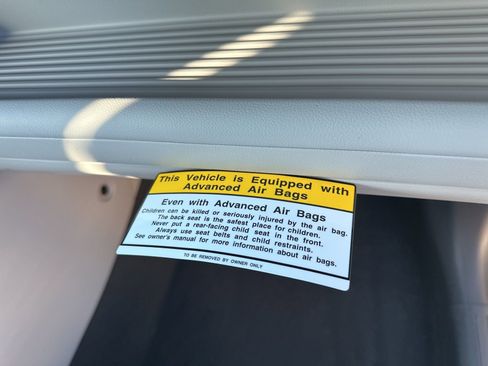 This Vehicle is Equipped with
Advanced Air Bags
Even with Advanced Air Bags
Children can be killed or seriously injured by the air bag.
The back seat is the safest place for children.
Never put a rear-facing child seat in the front.
Always use seat belts and child restraints.
See owner's manual for more information about air bags.
TO BE REMOVED BY OWNER ONLY